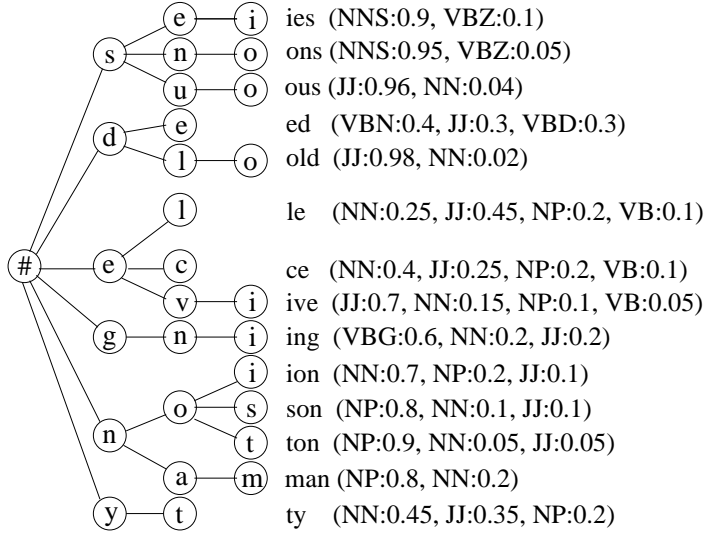 e i ies (NNS:0.9, VBZ:0.1)
s n o ons (NNS:0.95, VBZ:0.05)
u o ous (JJ:0.96, NN:0.04)
d e ed (VBN:0.4, JJ:0.3, VBD:0.3)
l o old (JJ:0.98, NN:0.02)
l le (NN:0.25, JJ:0.45, NP:0.2, VB:0.1)
# e c ce (NN:0.4, JJ:0.25, NP:0.2, VB:0.1)
v i ive (JJ:0.7, NN:0.15, NP:0.1, VB:0.05)
g n i ing (VBG:0.6, NN:0.2, JJ:0.2)
i ion (NN:0.7, NP:0.2, JJ:0.1)
o s son (NP:0.8, NN:0.1, JJ:0.1)
n t ton (NP:0.9, NN:0.05, JJ:0.05)
a m man (NP:0.8, NN:0.2)
y t ty (NN:0.45, JJ:0.35, NP:0.2)